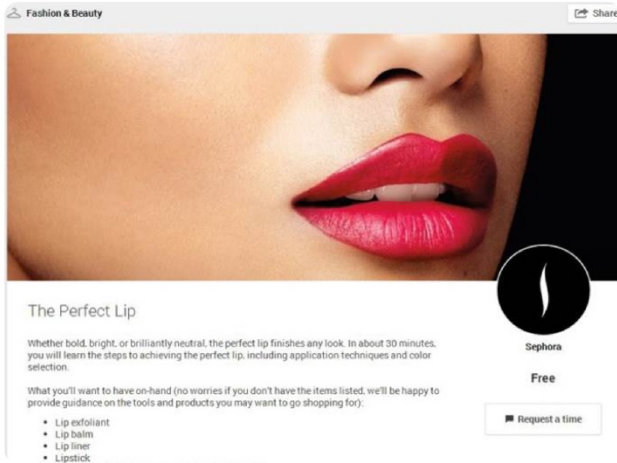 Fashion & Beauty
Share
The Perfect Lip
Whether bold, bright, or brilliantly neutral, the perfect lip finishes any look. In about 30 minutes,
you will learn the steps to achieving the perfect lip, including application techniques and color
selection.
What you'll want to have on-hand (no worries if you don't have the items listed, we'll be happy to
provide guidance on the tools and products you may want to go shopping for):
• Lip exfoliant
• Lip balm
• Lip liner
• Lipstick
Sephora
Free
Request a time